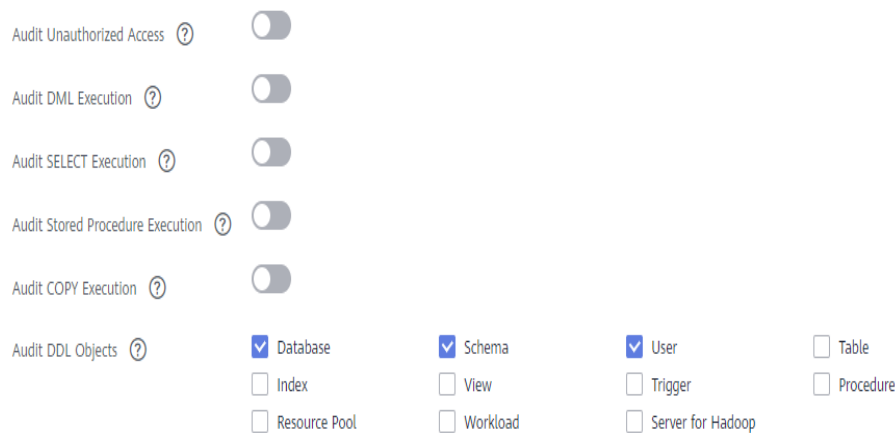 Audit Unauthorized Access ?
Audit DML Execution ?
Audit SELECT Execution ?
Audit Stored Procedure Execution ?
Audit COPY Execution ?
Audit DDL Objects ? Database Schema User Table
Index View Trigger Procedure
Resource Pool Workload Server for Hadoop